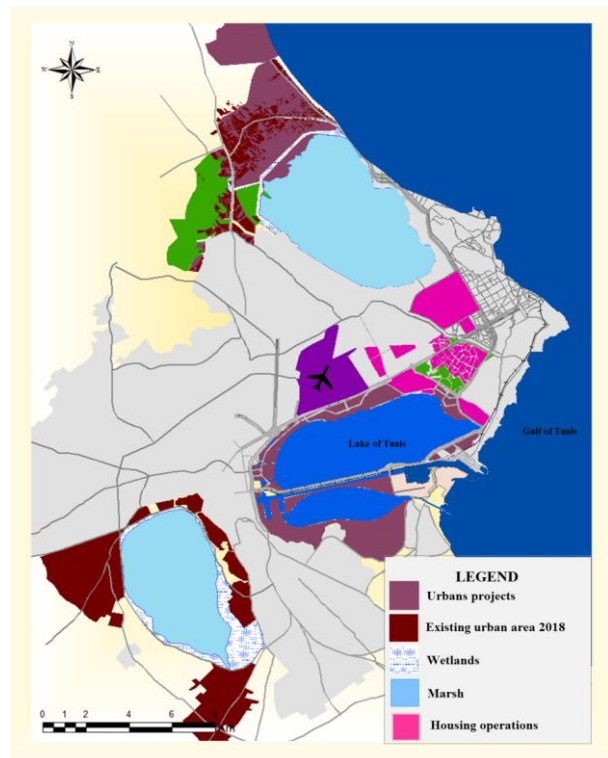 N
W E
S
Lake of Tunis
Gulf of Tunis
LEGEND
Urbans projects
Existing urban area 2018
Wetlands
Marsh
Housing operations
0 1 2 4 6